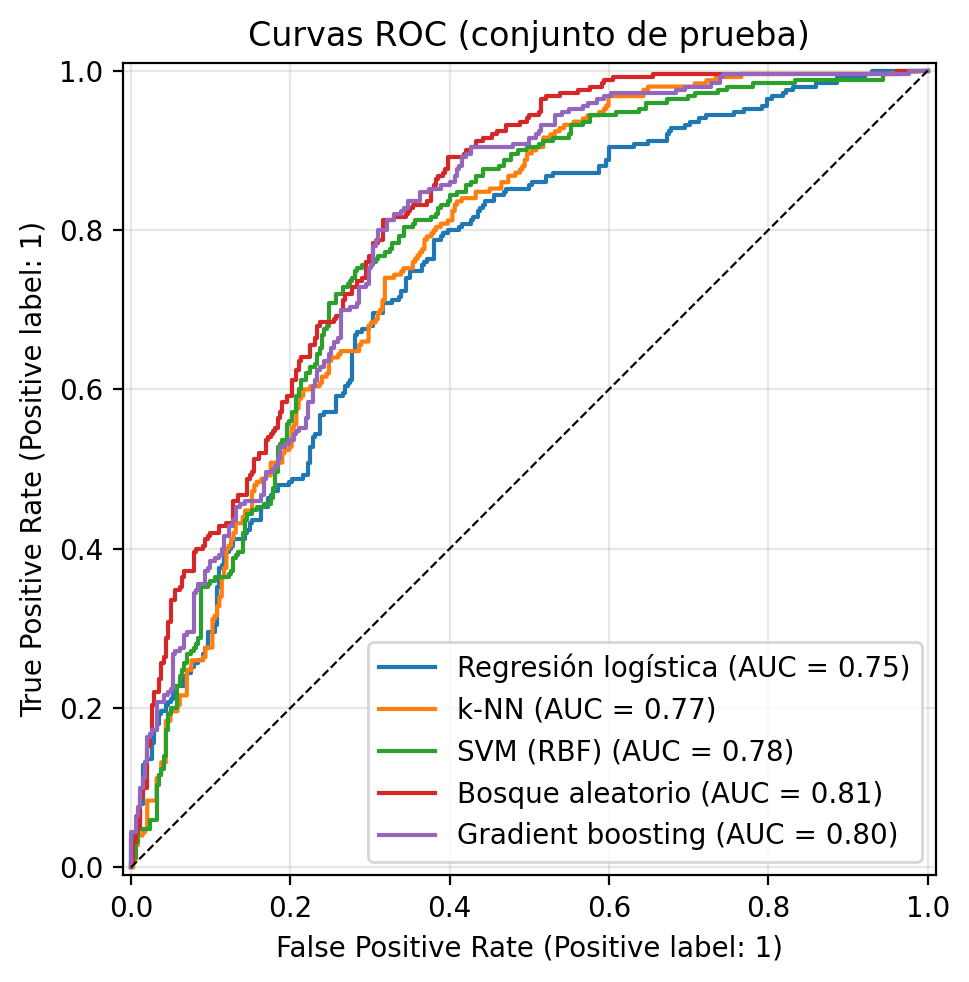 Curvas ROC (conjunto de prueba)
True Positive Rate (Positive label: 1)
1.0
0.8
0.6
0.4
0.2
0.0
Regresión logística (AUC = 0.75)
k-NN (AUC = 0.77)
SVM (RBF) (AUC = 0.78)
Bosque aleatorio (AUC = 0.81)
Gradient boosting (AUC = 0.80)
0.0 0.2 0.4 0.6 0.8 1.0
False Positive Rate (Positive label: 1)